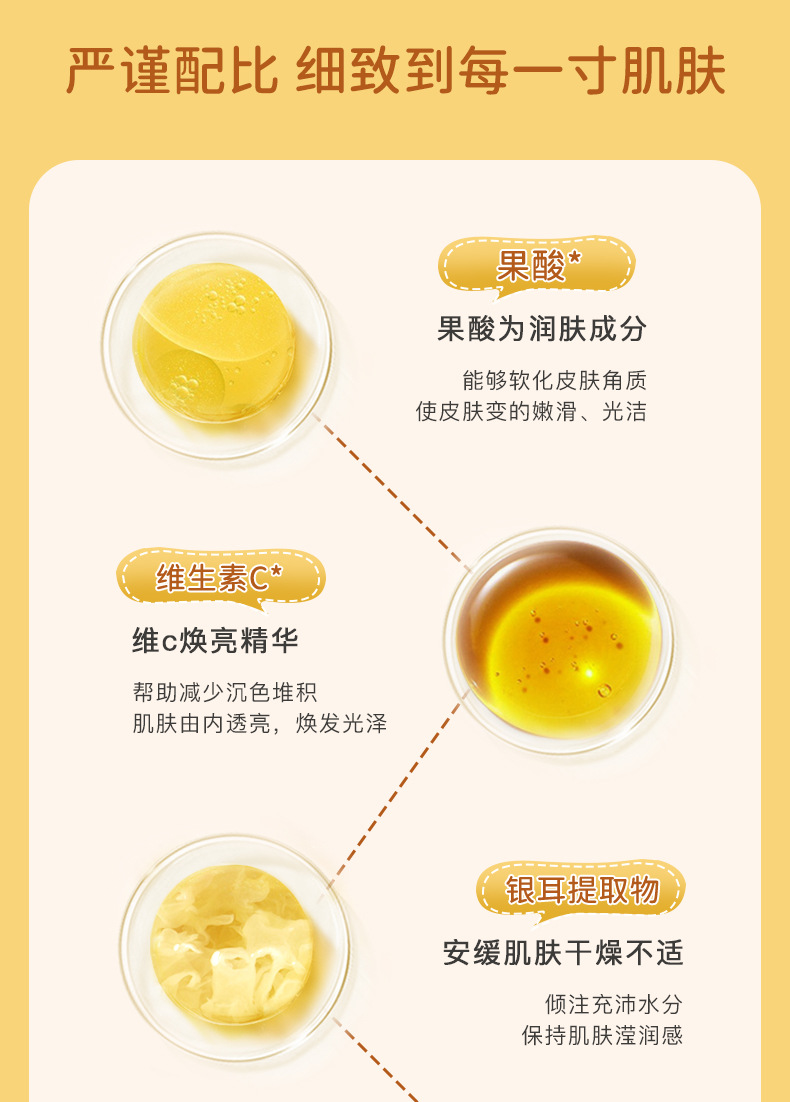 严谨配比 细致到每一寸肌肤
果酸*
果酸为润肤成分
能够软化皮肤角质
使皮肤变的嫩滑、光洁
维生素C*
维c焕亮精华
帮助减少沉色堆积
肌肤由内透亮，焕发光泽
银耳提取物
安缓肌肤干燥不适
倾注充沛水分
保持肌肤滢润感